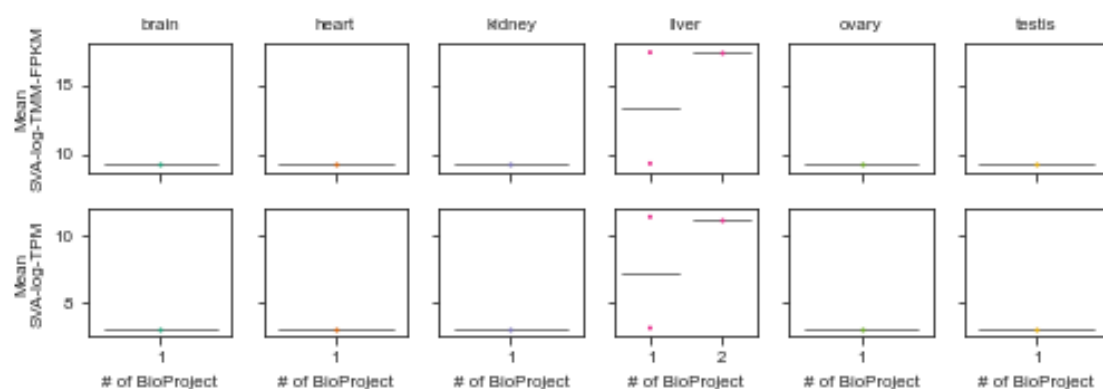 brain heart kidney liver ovary testis
Mean
SVA-log-TMM-FPKM
15
10
Mean
SVA-log-TPM
10
5
1 1 1 1 2 1 1
# of BioProject # of BioProject # of BioProject # of BioProject # of BioProject # of BioProject